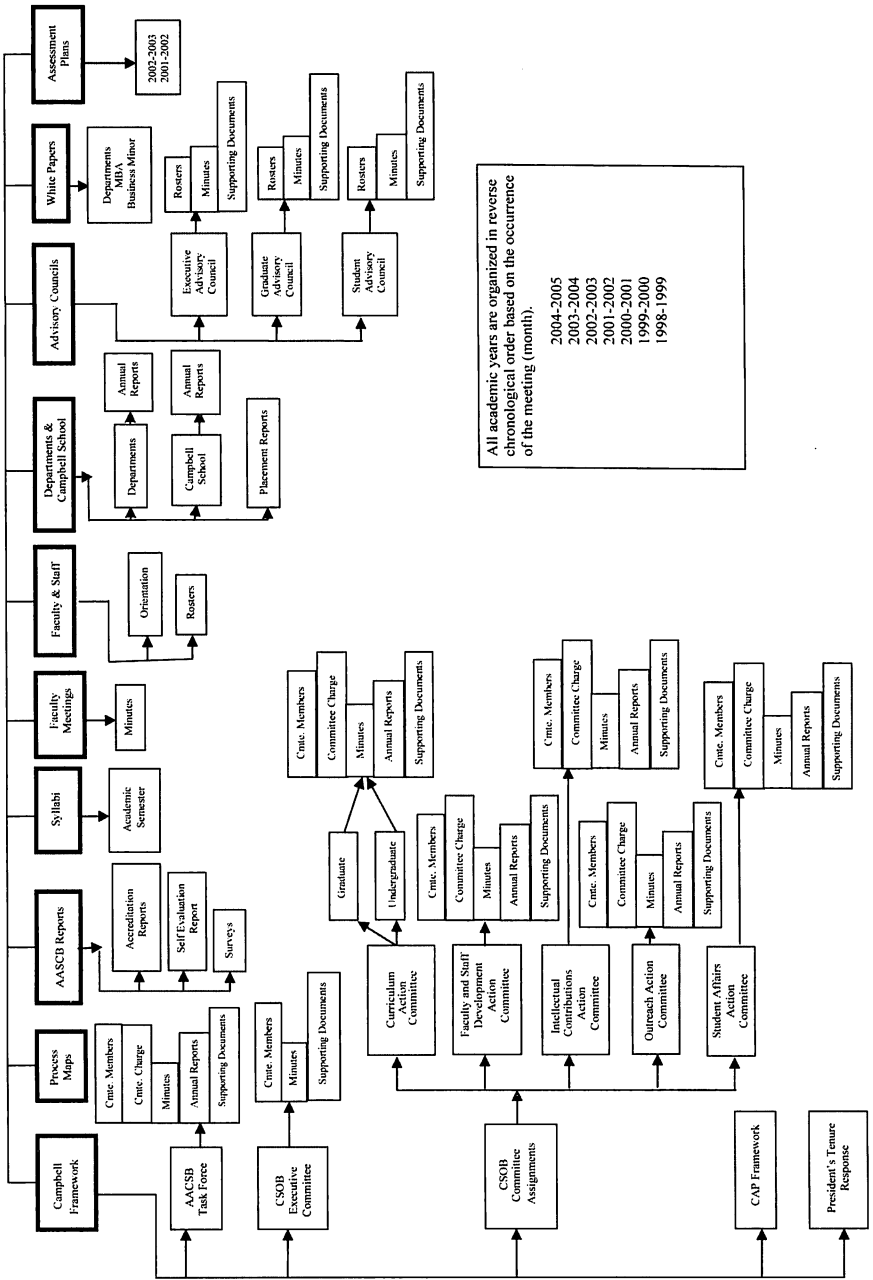 Campbell
Framework
Process
Maps
AASCB Reports
Syllabi
Faculty
Meetings
Faculty & Staff
Departments &
Campbell School
Advisory Councils
White Papers
Assessment
Plans
AACSB
Task Force
Cmte. Members
Cmte. Charge
Minutes
Annual Reports
Supporting Documents
CSOB
Executive
Committee
Cmte. Members
Minutes
Supporting Documents
CSOB
Committee
Assignments
Curriculum
Action
Committee
Graduate
Undergraduate
Cmte. Members
Committee Charge
Minutes
Annual Reports
Supporting Documents
Faculty and Staff
Development
Action
Committee
Cmte. Members
Committee Charge
Minutes
Annual Reports
Supporting Documents
Intellectual
Contributions
Action
Committee
Cmte. Members
Committee Charge
Minutes
Annual Reports
Supporting Documents
Outreach Action
Committee
Cmte. Members
Committee Charge
Minutes
Annual Reports
Supporting Documents
Student Affairs
Action
Committee
Cmte. Members
Committee Charge
Minutes
Annual Reports
Supporting Documents
CAP Framework
President's Tenure
Response
Accreditation
Reports
Self Evaluation
Report
Surveys
Academic
Semester
Minutes
Orientation
Rosters
Departments
Annual
Reports
Campbell
School
Annual
Reports
Placement Reports
Executive
Advisory
Council
Rosters
Minutes
Supporting Documents
Graduate
Advisory
Council
Rosters
Minutes
Supporting Documents
Student
Advisory
Council
Rosters
Minutes
Supporting Documents
Departments
MBA
Business Minor
2002-2003
2001-2002
All academic years are organized in reverse
chronological order based on the occurrence
of the meeting (month).
2004-2005
2003-2004
2002-2003
2001-2002
2000-2001
1999-2000
1998-1999